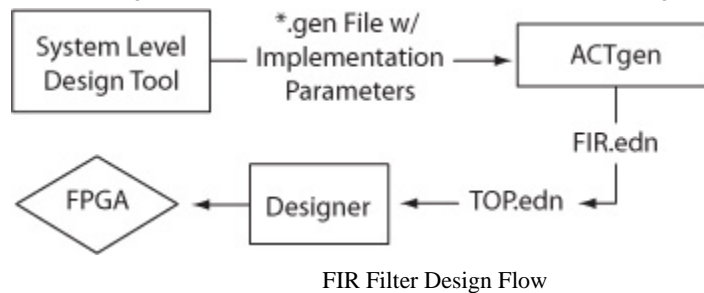 System Level
Design Tool
*.gen File w/
Implementation
Parameters
ACTgen
FIR.edn
TOP.edn
Designer
FPGA
FIR Filter Design Flow